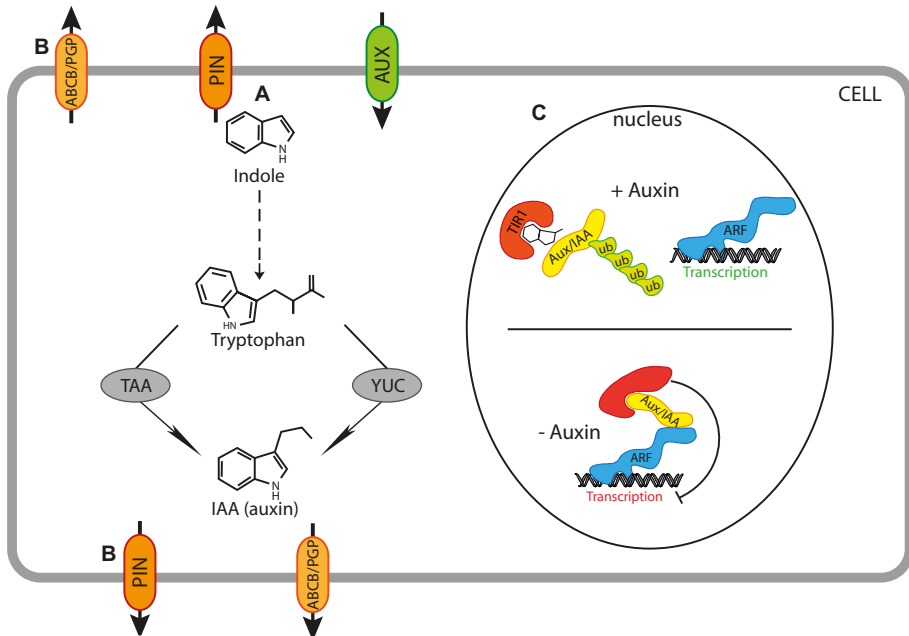 B
ABCB/PGP
PIN
AUX
CELL
A
N
H
Indole
HN
Tryptophan
TAA
YUC
N
H
IAA (auxin)
B
PIN
ABCB/PGP
C
nucleus
+ Auxin
TIR1
Aux/IAA
ub
ub
ub
ub
ARF
Transcription
- Auxin
Aux/IAA
ARF
Transcription